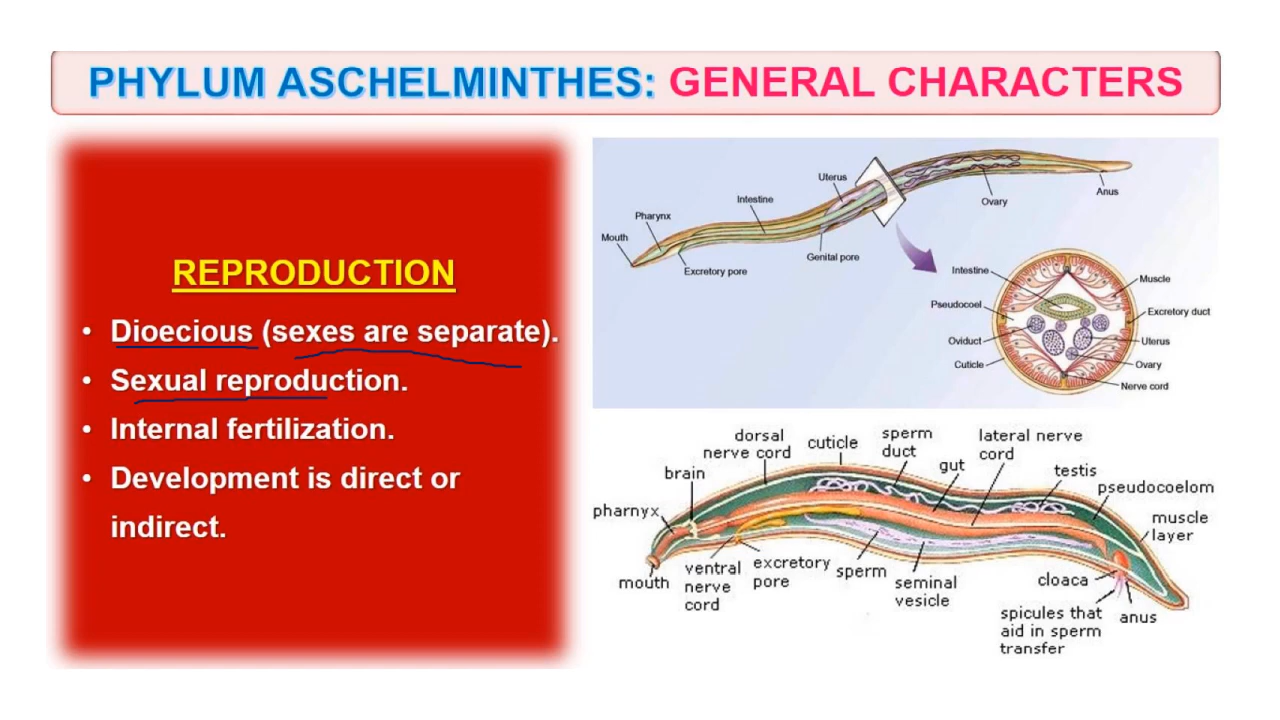 PHYLUM ASCHELMINTHES: GENERAL CHARACTERS
REPRODUCTION
• Dioecious (sexes are separate).
• Sexual reproduction.
• Internal fertilization.
• Development is direct or
indirect.
Uterus
Intestine
Pharynx
Mouth
Excretory pore
Genital pore
Ovary
Anus
Intestine
Pseudocoel
Oviduct
Cuticle
Muscle
Excretory duct
Uterus
Ovary
Nerve cord
dorsal
nerve cord
cuticle
sperm
duct
gut
lateral nerve
cord
testis
pseudocoelom
muscle
layer
brain
pharnyx
mouth
ventral
nerve
cord
excretory
pore
sperm
seminal
vesicle
cloaca
spicules that
aid in sperm
transfer
anus